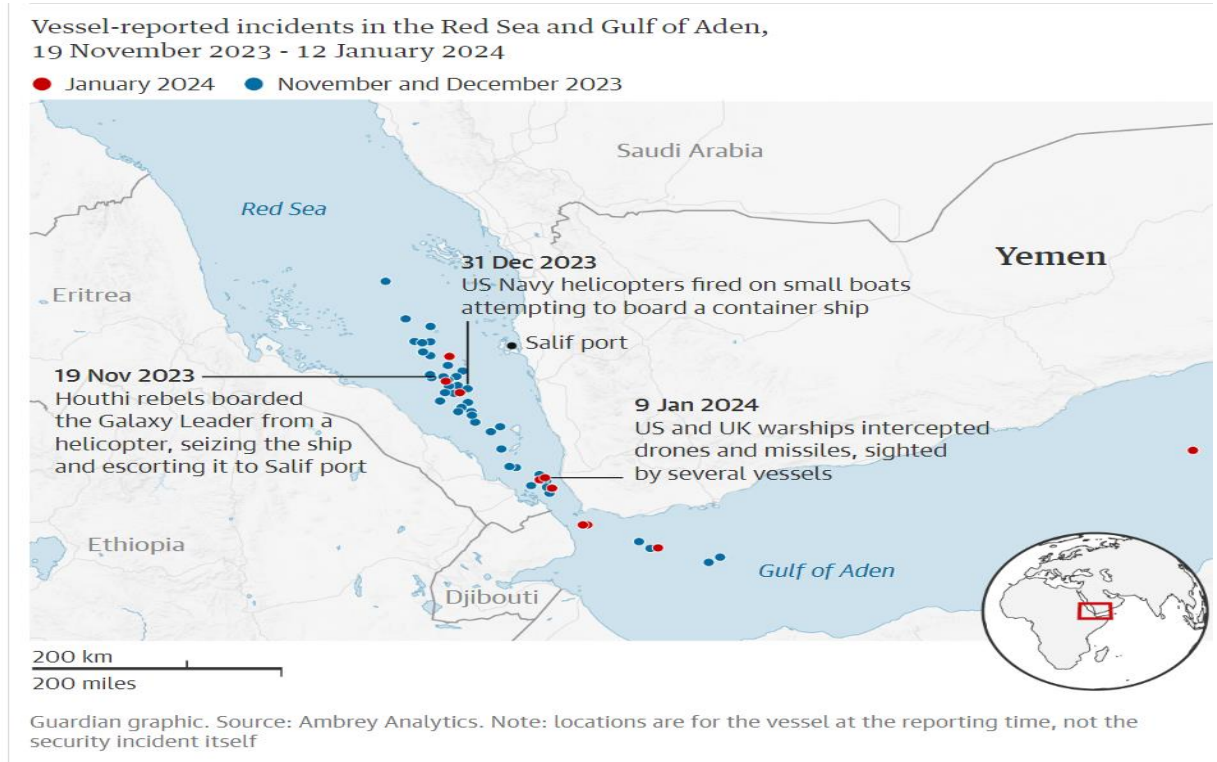 Vessel-reported incidents in the Red Sea and Gulf of Aden,
19 November 2023 - 12 January 2024
January 2024
November and December 2023
Saudi Arabia
Red Sea
Yemen
31 Dec 2023
US Navy helicopters fired on small boats
attempting to board a container ship
Eritrea
Salif port
19 Nov 2023
Houthi rebels boarded
the Galaxy Leader from a
helicopter, seizing the ship
and escorting it to Salif port
9 Jan 2024
US and UK warships intercepted
drones and missiles, sighted
by several vessels
Ethiopia
Gulf of Aden
Djibouti
200 km
200 miles
Guardian graphic. Source: Ambrey Analytics. Note: locations are for the vessel at the reporting time, not the
security incident itself